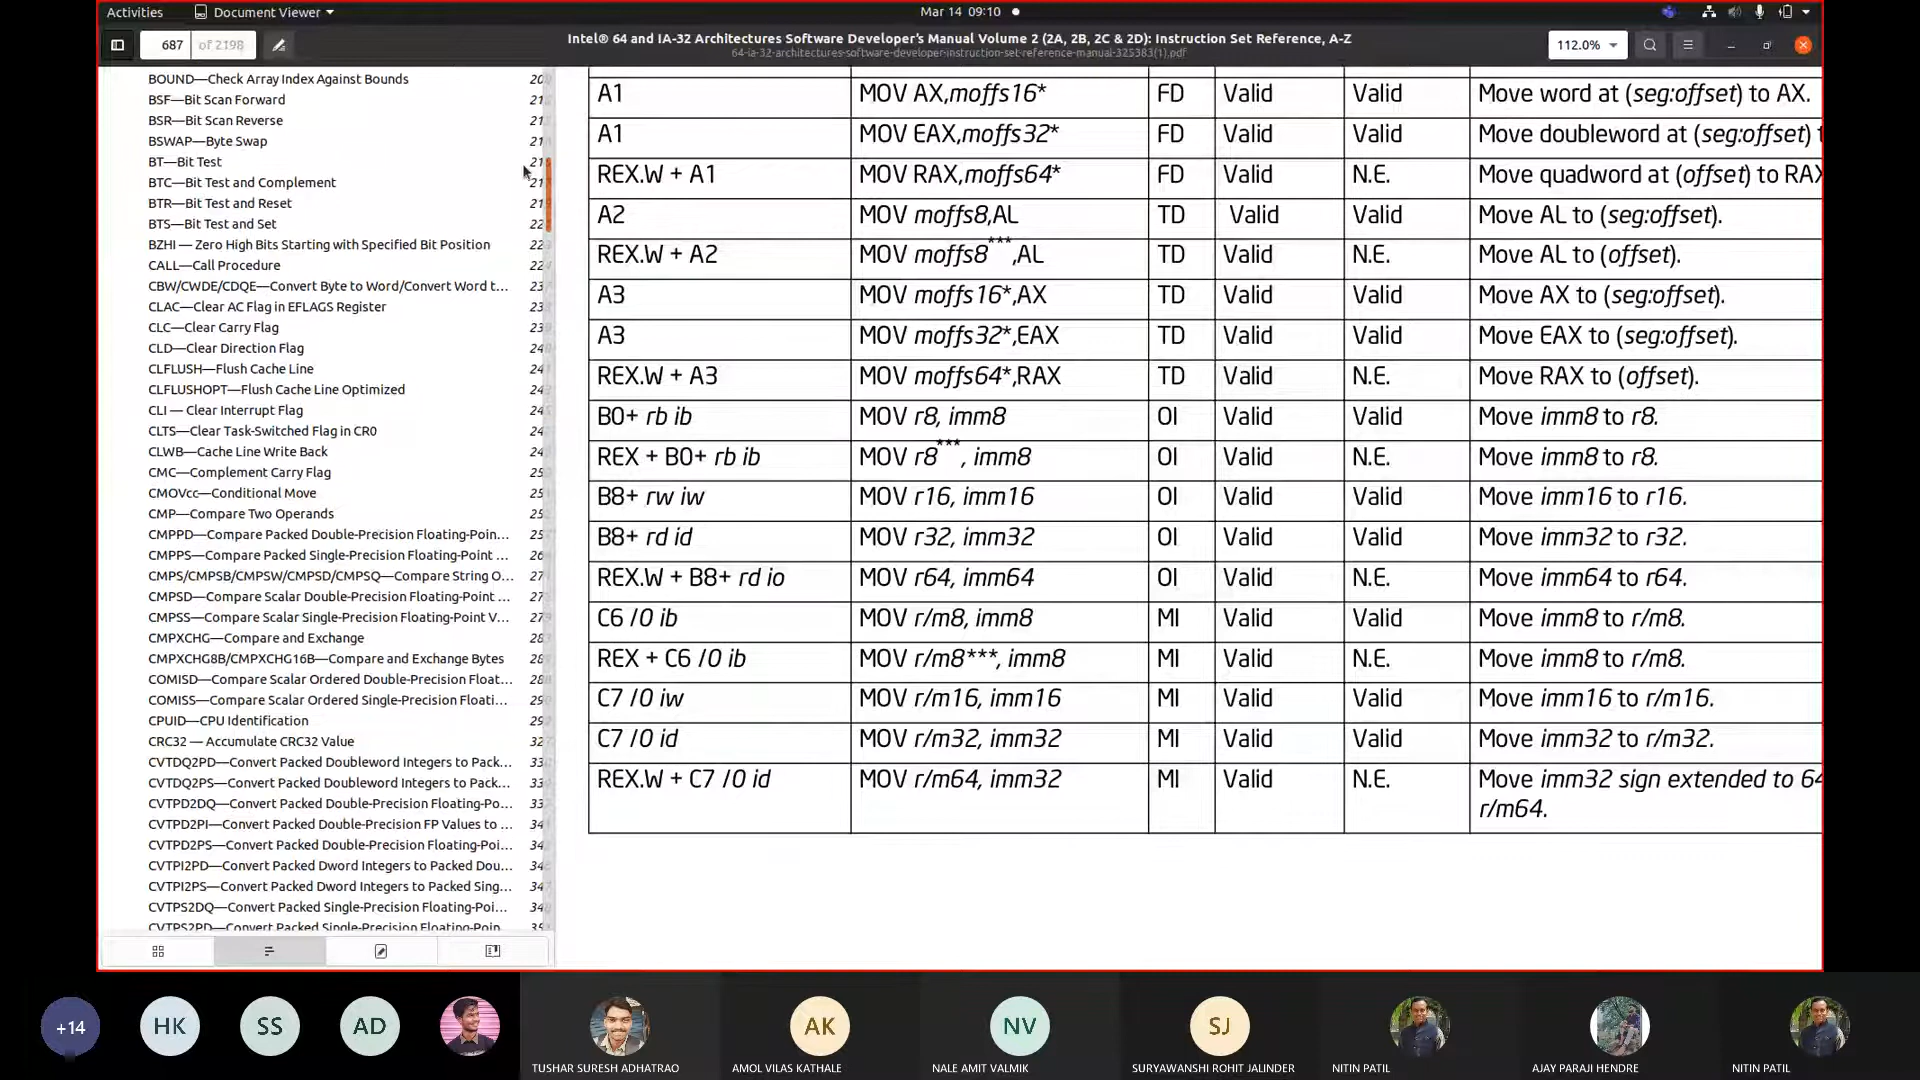 Activities
Document Viewer
Mar 14 09:10
687 of 2198
Intel® 64 and IA-32 Architectures Software Developer's Manual Volume 2 (2A, 2B, 2C & 2D): Instruction Set Reference, A-Z
64-ia-32-architectures-software-developer-instruction-set-reference-manual-325383(1).pdf
112.0%
BOUND—Check Array Index Against Bounds
BSF—Bit Scan Forward
BSR—Bit Scan Reverse
BSWAP—Byte Swap
BT—Bit Test
BTC—Bit Test and Complement
BTR—Bit Test and Reset
BTS—Bit Test and Set
BZHI — Zero High Bits Starting with Specified Bit Position
CALL—Call Procedure
CBW/CWDE/CDQE—Convert Byte to Word/Convert Word t...
CLAC—Clear AC Flag in EFLAGS Register
CLC—Clear Carry Flag
CLD—Clear Direction Flag
CLFLUSH—Flush Cache Line
CLFLUSHOPT—Flush Cache Line Optimized
CLI — Clear Interrupt Flag
CLTS—Clear Task-Switched Flag in CR0
CLWB—Cache Line Write Back
CMC—Complement Carry Flag
CMOVcc—Conditional Move
CMP—Compare Two Operands
CMPPD—Compare Packed Double-Precision Floating-Poin...
CMPPS—Compare Packed Single-Precision Floating-Point ...
CMPS/CMPSB/CMPSW/CMPSD/CMPSQ—Compare String O...
CMPSD—Compare Scalar Double-Precision Floating-Point ...
CMPSS—Compare Scalar Single-Precision Floating-Point V...
CMPXCHG—Compare and Exchange
CMPXCHG8B/CMPXCHG16B—Compare and Exchange Bytes
COMISD—Compare Scalar Ordered Double-Precision Float...
COMISS—Compare Scalar Ordered Single-Precision Floati...
CPUID—CPU Identification
CRC32 — Accumulate CRC32 Value
CVTDQ2PD—Convert Packed Doubleword Integers to Pack...
CVTDQ2PS—Convert Packed Doubleword Integers to Pack...
CVTPD2DQ—Convert Packed Double-Precision Floating-Po...
CVTPD2PI—Convert Packed Double-Precision FP Values to ...
CVTPD2PS—Convert Packed Double-Precision Floating-Poi...
CVTPI2PD—Convert Packed Dword Integers to Packed Dou...
CVTPI2PS—Convert Packed Dword Integers to Packed Sing...
CVTPS2DQ—Convert Packed Single-Precision Floating-Poi...
CVTPS2PD—Convert Packed Single-Precision Floating-Poin
A1 MOV AX,moffs16* FD Valid Valid Move word at (seg:offset) to AX.
A1 MOV EAX,moffs32* FD Valid Valid Move doubleword at (seg:offset)
REX.W + A1 MOV RAX,moffs64* FD Valid N.E. Move quadword at (offset) to RAX
A2 MOV moffs8,AL TD Valid Valid Move AL to (seg:offset).
REX.W + A2 MOV moffs8***,AL TD Valid N.E. Move AL to (offset).
A3 MOV moffs16*,AX TD Valid Valid Move AX to (seg:offset).
A3 MOV moffs32*,EAX TD Valid Valid Move EAX to (seg:offset).
REX.W + A3 MOV moffs64*,RAX TD Valid N.E. Move RAX to (offset).
B0+ rb ib MOV r8, imm8 OI Valid Valid Move imm8 to r8.
REX + B0+ rb ib MOV r8***, imm8 OI Valid N.E. Move imm8 to r8.
B8+ rw iw MOV r16, imm16 OI Valid Valid Move imm16 to r16.
B8+ rd id MOV r32, imm32 OI Valid Valid Move imm32 to r32.
REX.W + B8+ rd io MOV r64, imm64 OI Valid N.E. Move imm64 to r64.
C6 /0 ib MOV r/m8, imm8 MI Valid Valid Move imm8 to r/m8.
REX + C6 /0 ib MOV r/m8***, imm8 MI Valid N.E. Move imm8 to r/m8.
C7 /0 iw MOV r/m16, imm16 MI Valid Valid Move imm16 to r/m16.
C7 /0 id MOV r/m32, imm32 MI Valid Valid Move imm32 to r/m32.
REX.W + C7 /0 id MOV r/m64, imm32 MI Valid N.E. Move imm32 sign extended to 64
r/m64.
+14
HK
SS
AD
AK
NV
SJ
TUSHAR SURESH ADHATRAO
AMOL VILAS KATHALE
NALE AMIT VALMIK
SURYAWANSHI ROHIT JALINDER
NITIN PATIL
AJAY PARAJI HENDRE
NITIN PATIL